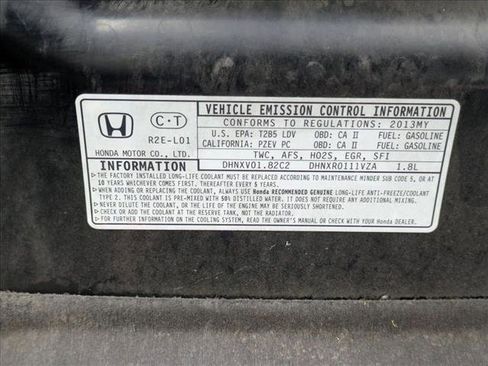 VEHICLE EMISSION CONTROL INFORMATION
C T
CONFORMS TO REGULATIONS: 2013MY
R2E-L01
U.S. EPA: T2B5 LDV OBD: CA II FUEL: GASOLINE
CALIFORNIA: PZEV PC OBD: CA II FUEL: GASOLINE
HONDA MOTOR CO., LTD.
TWC, AFS, HO2S, EGR, SFI
INFORMATION
DHNXV01.82C2 DHNXR0111VZA 1.8L
▶ THE FACTORY INSTALLED LONG-LIFE COOLANT MUST BE REPLACED ACCORDING TO MAINTENANCE MINDER SUB CODE 5, OR AT
10 YEARS WHICHEVER COMES FIRST, THEREAFTER EVERY 5 YEARS.
▶ WHEN ADDING OR REPLACING THE COOLANT, ALWAYS USE Honda RECOMMENDED GENUINE LONG-LIFE ANTI-FREEZE/COOLANT
TYPE 2. THIS COOLANT IS PRE-MIXED WITH 50% DISTILLED WATER. IT DOES NOT REQUIRE ANY ADDITIONAL MIXING.
▶ NEVER DILUTE THE COOLANT, OR THE LIFE OF THE COOLING SYSTEM WILL BE SERIOUSLY SHORTENED.
▶ CHECK OR ADD THE COOLANT AT THE RESERVE TANK, NOT THE RADIATOR.
▶ FOR FURTHER INFORMATION ON THE COOLING SYSTEM, READ THE OWNER'S MANUAL OR CHECK WITH YOUR Honda DEALER.